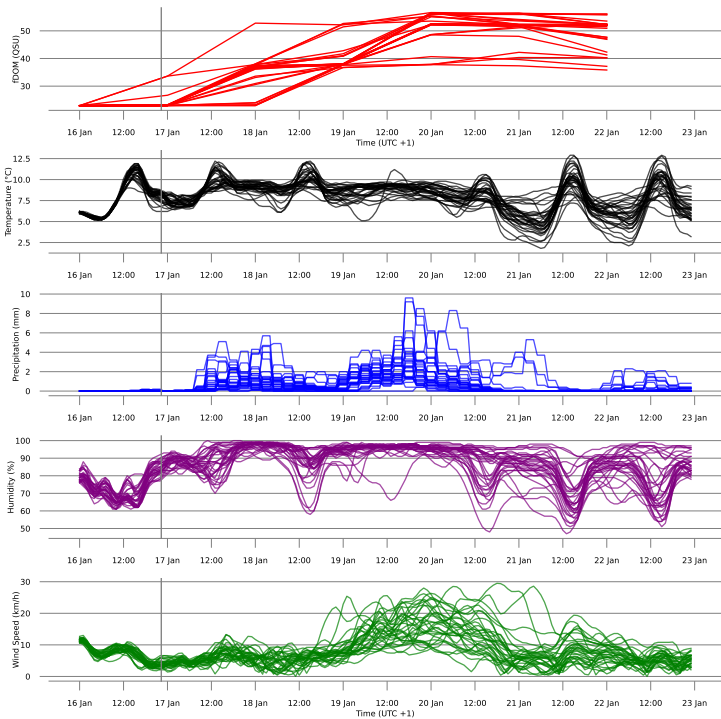 fDOM (QSU)
50
40
30
16 Jan 12:00 17 Jan 12:00 18 Jan 12:00 19 Jan 12:00 20 Jan 12:00 21 Jan 12:00 22 Jan 12:00 23 Jan
Time (UTC +1)
Temperature (°C)
12.5
10.0
7.5
5.0
2.5
16 Jan 12:00 17 Jan 12:00 18 Jan 12:00 19 Jan 12:00 20 Jan 12:00 21 Jan 12:00 22 Jan 12:00 23 Jan
Precipitation (mm)
10
8
6
4
2
0
16 Jan 12:00 17 Jan 12:00 18 Jan 12:00 19 Jan 12:00 20 Jan 12:00 21 Jan 12:00 22 Jan 12:00 23 Jan
Humidity (%)
100
90
80
70
60
50
16 Jan 12:00 17 Jan 12:00 18 Jan 12:00 19 Jan 12:00 20 Jan 12:00 21 Jan 12:00 22 Jan 12:00 23 Jan
Wind Speed (km/h)
30
20
10
0
16 Jan 12:00 17 Jan 12:00 18 Jan 12:00 19 Jan 12:00 20 Jan 12:00 21 Jan 12:00 22 Jan 12:00 23 Jan
Time (UTC +1)